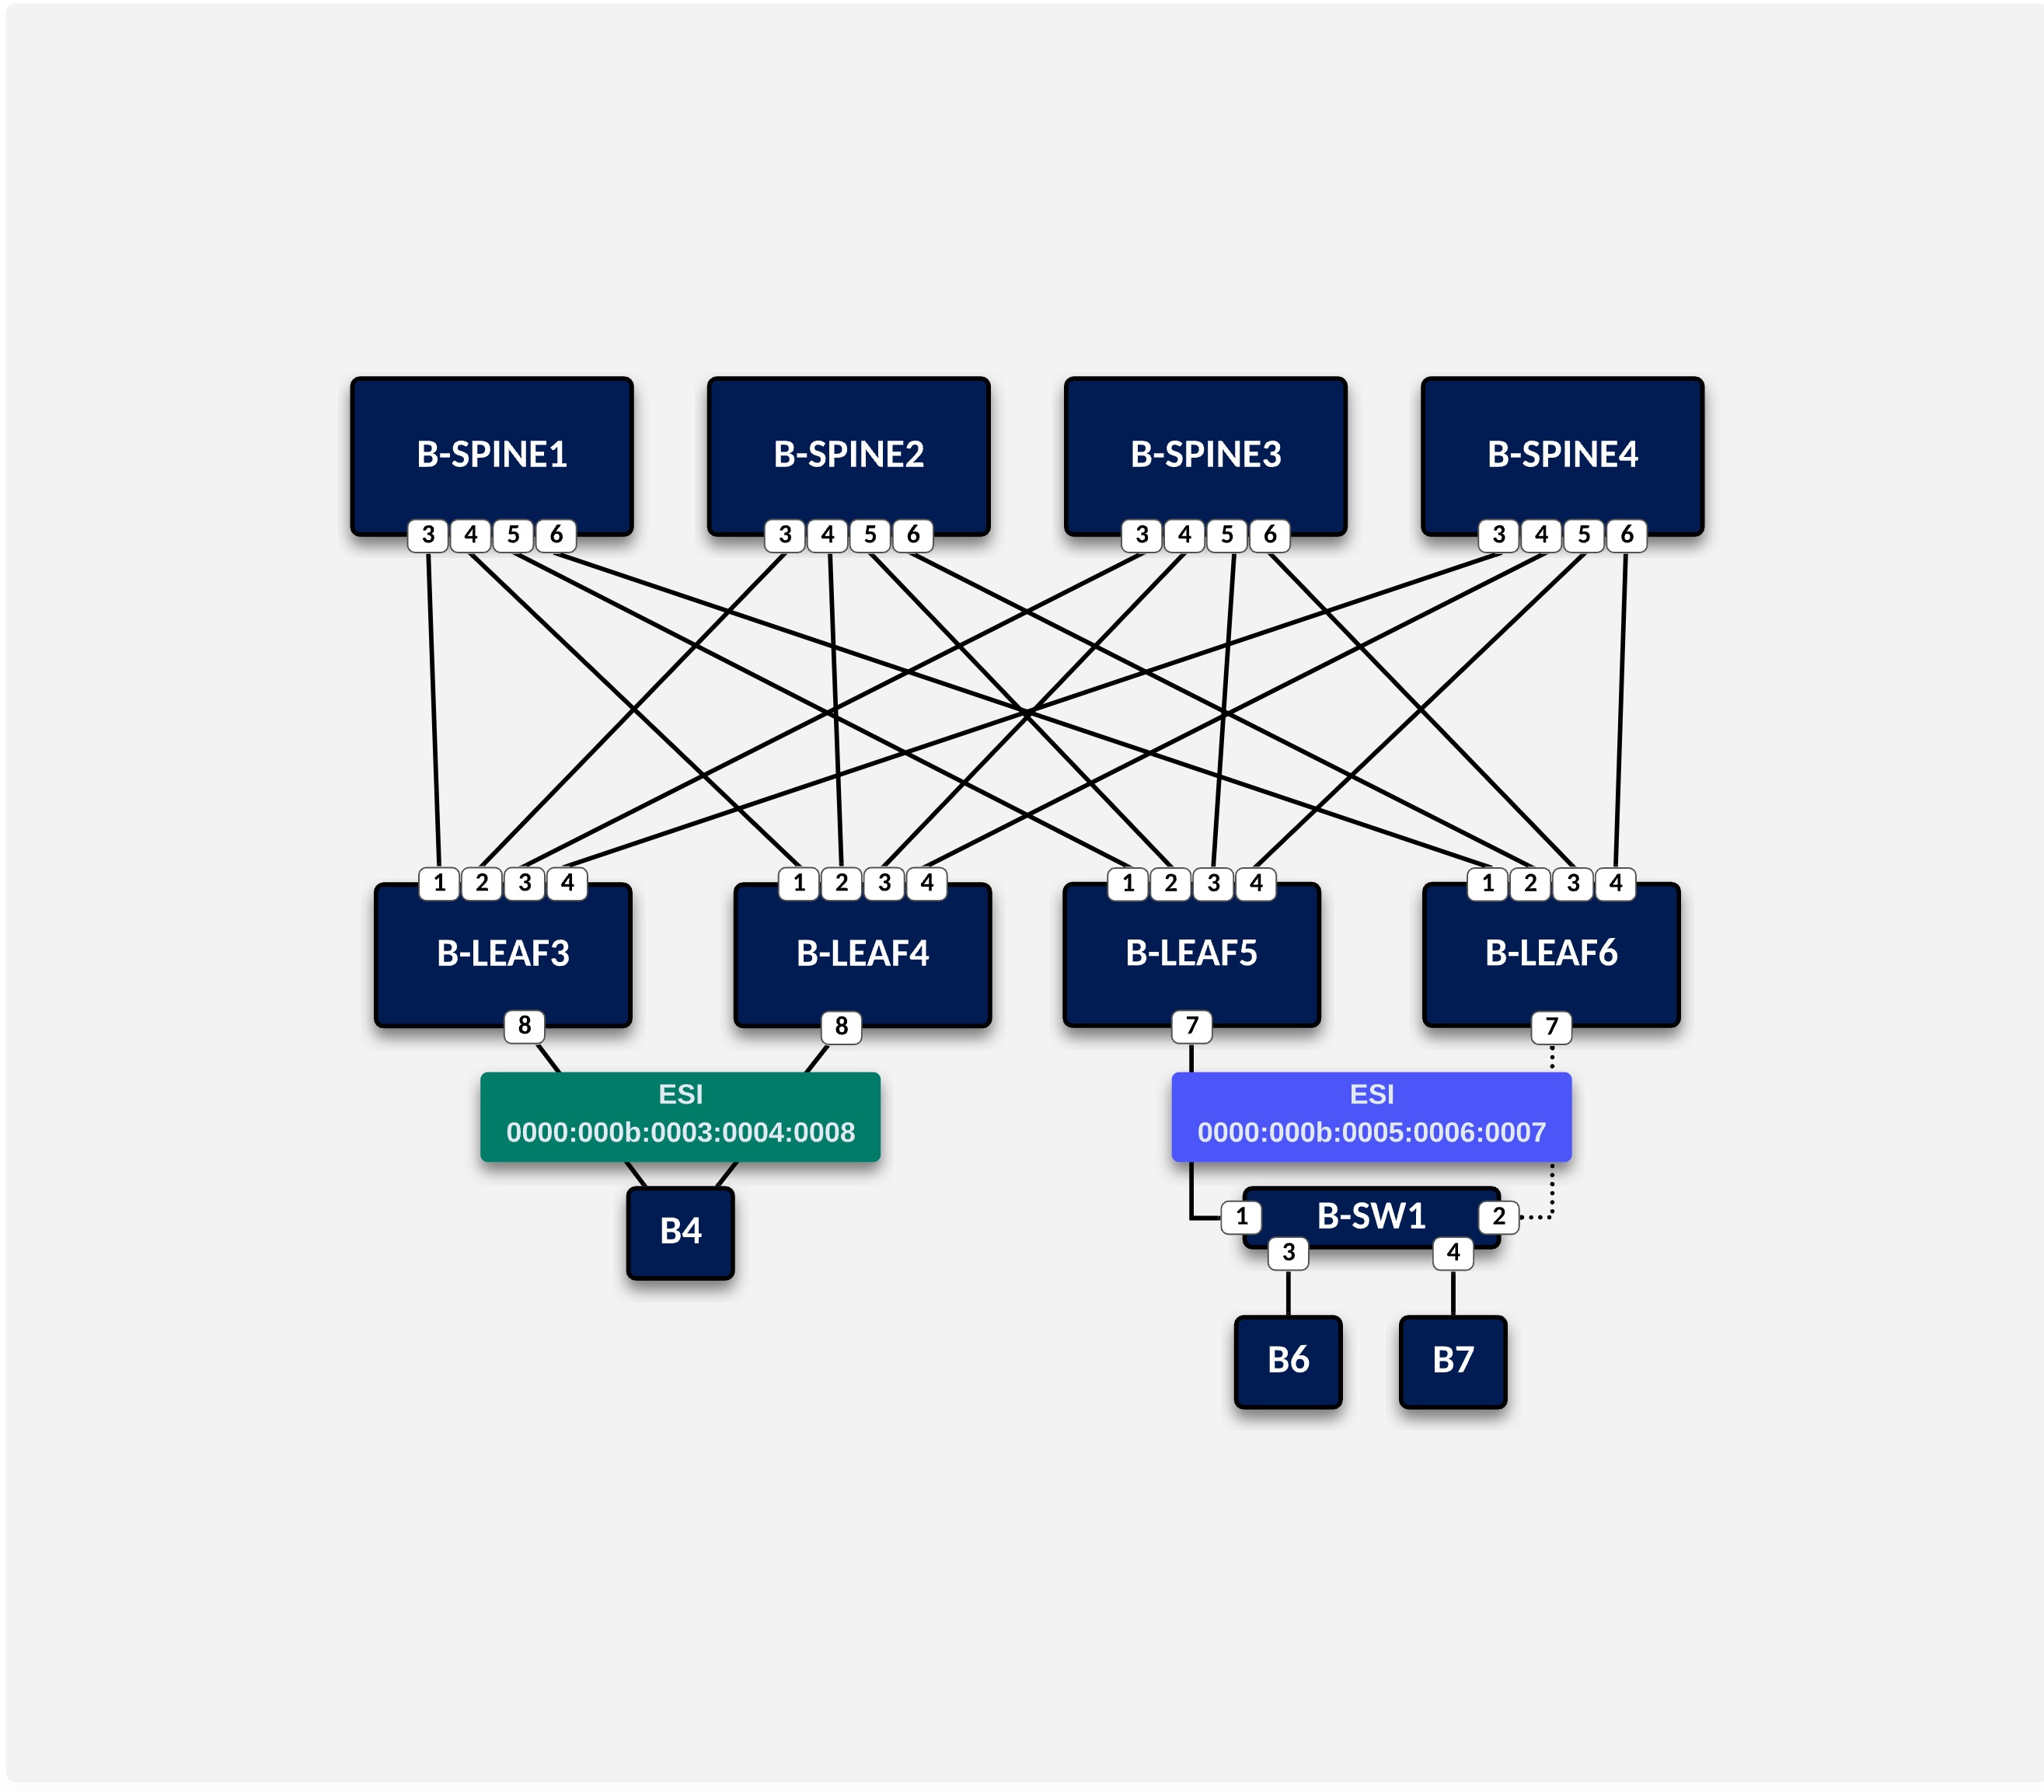 B-SPINE1 B-SPINE2 B-SPINE3 B-SPINE4
3 4 5 6 3 4 5 6 3 4 5 6 3 4 5 6
1 2 3 4 1 2 3 4 1 2 3 4 1 2 3 4
B-LEAF3 B-LEAF4 B-LEAF5 B-LEAF6
8 8 7 7
ESI ESI
0000:000b:0003:0004:0008 0000:000b:0005:0006:0007
B4 1 B-SW1 2
3 4
B6 B7